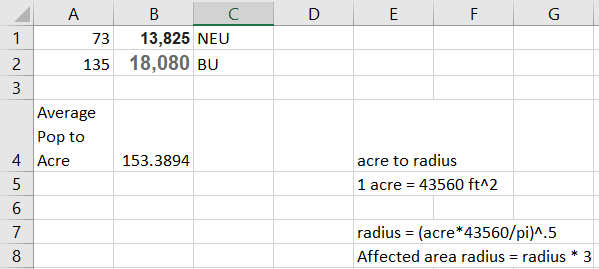 A B C D E F G
1 73 13,825 NEU
2 135 18,080 BU
3
Average
Pop to
4 Acre 153.3894 acre to radius
5 1 acre = 43560 ft^2
6
7 radius = (acre*43560/pi)^.5
8 Affected area radius = radius * 3